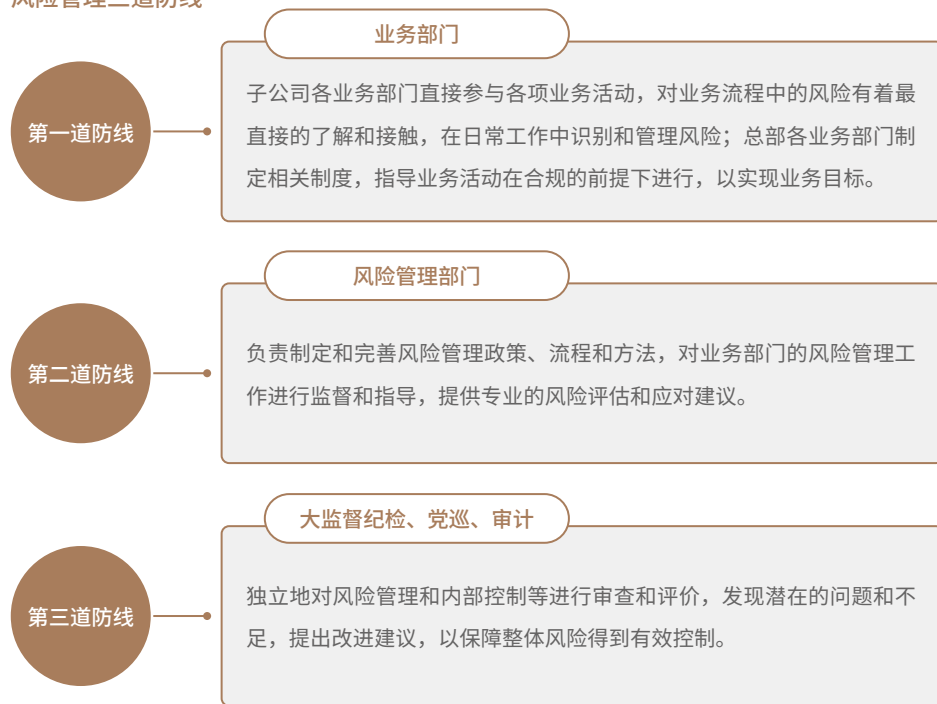 风险管理三道防线
业务部门
第一道防线
子公司各业务部门直接参与各项业务活动，对业务流程中的风险有着最
直接的了解和接触，在日常工作中识别和管理风险；总部各业务部门制
定相关制度，指导业务活动在合规的前提下进行，以实现业务目标。
风险管理部门
第二道防线
负责制定和完善风险管理政策、流程和方法，对业务部门的风险管理工
作进行监督和指导，提供专业的风险评估和应对建议。
大监督纪检、党巡、审计
第三道防线
独立地对风险管理和内部控制等进行审查和评价，发现潜在的问题和不
足，提出改进建议，以保障整体风险得到有效控制。